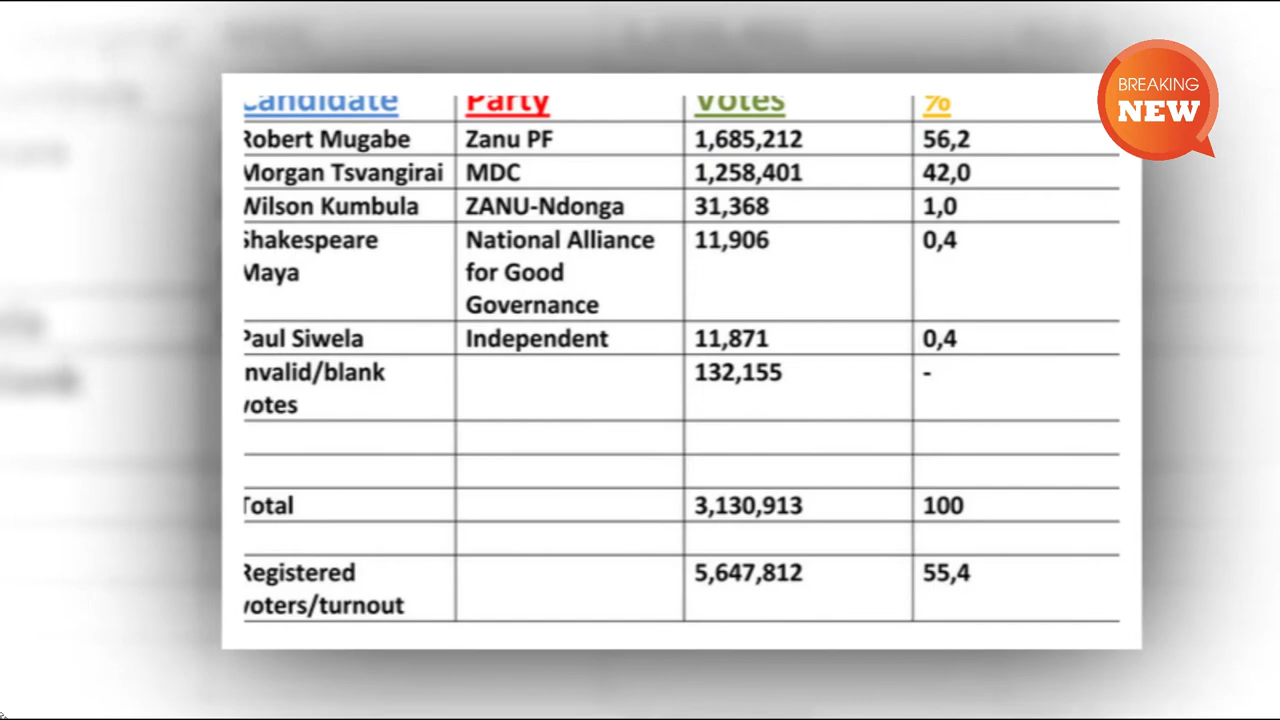 BREAKING
NEW
Candidate Party Votes %
Robert Mugabe Zanu PF 1,685,212 56,2
Morgan Tsvangirai MDC 1,258,401 42,0
Wilson Kumbula ZANU-Ndonga 31,368 1,0
Shakespeare National Alliance 11,906 0,4
Maya for Good
Governance
Paul Siwela Independent 11,871 0,4
Invalid/blank 132,155 -
votes
Total 3,130,913 100
Registered 5,647,812 55,4
voters/turnout